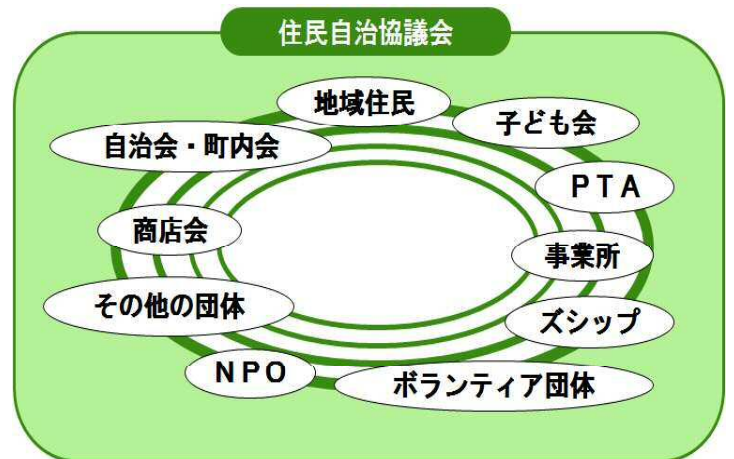 住民自治協議会
地域住民
子ども会
自治会・町内会
ＰＴＡ
商店会
事業所
その他の団体
ズシップ
ＮＰＯ
ボランティア団体